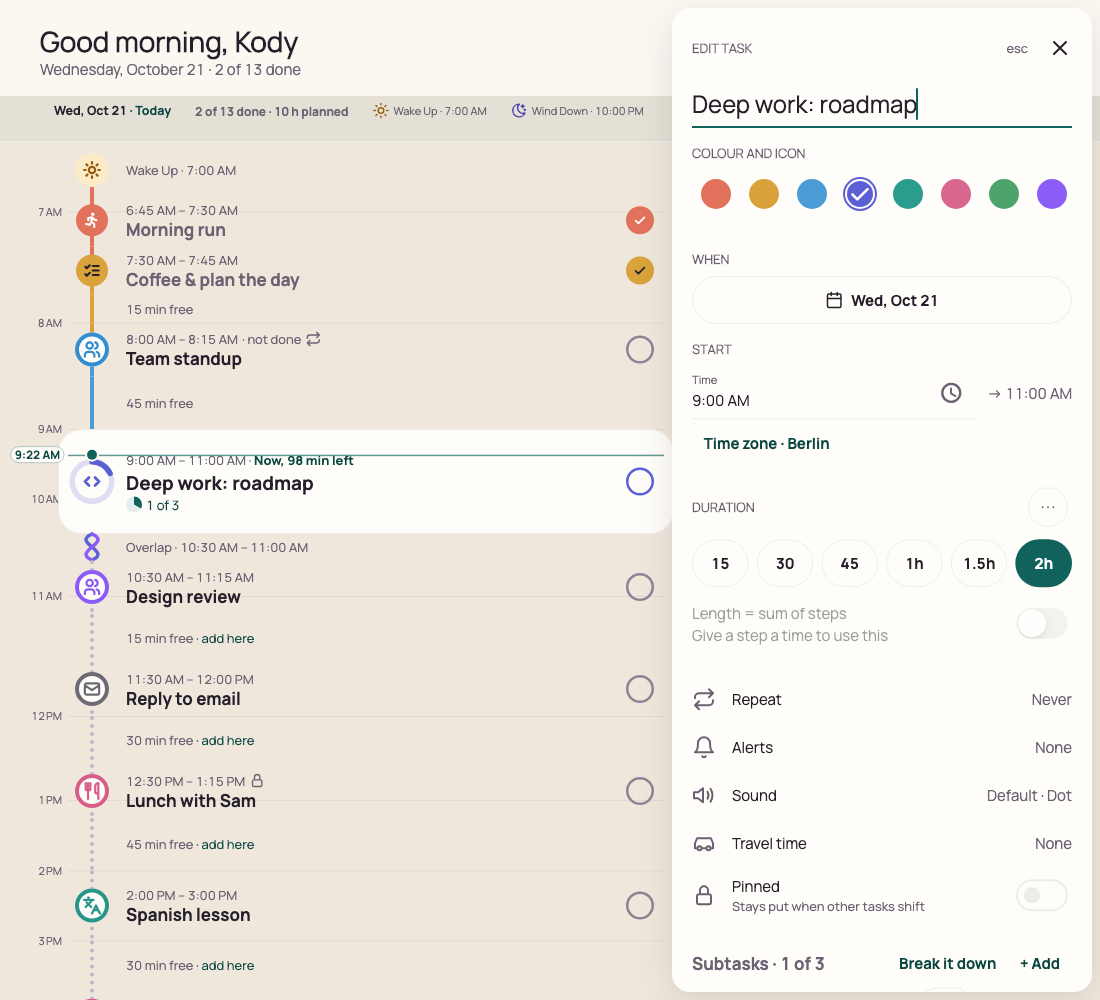 Good morning, Kody
Wednesday, October 21 · 2 of 13 done
Wed, Oct 21 · Today
2 of 13 done · 10 h planned
Wake Up · 7:00 AM
Wind Down · 10:00 PM
Wake Up · 7:00 AM
7 AM
6:45 AM – 7:30 AM
Morning run
7:30 AM – 7:45 AM
Coffee & plan the day
15 min free
8 AM
8:00 AM – 8:15 AM · not done
Team standup
45 min free
9 AM
9:22 AM
9:00 AM – 11:00 AM · Now, 98 min left
Deep work: roadmap
10 AM
1 of 3
Overlap · 10:30 AM – 11:00 AM
10:30 AM – 11:15 AM
11 AM
Design review
15 min free · add here
11:30 AM – 12:00 PM
Reply to email
12 PM
30 min free · add here
12:30 PM – 1:15 PM
1 PM
Lunch with Sam
45 min free · add here
2 PM
2:00 PM – 3:00 PM
Spanish lesson
3 PM
30 min free · add here
EDIT TASK
esc
Deep work: roadmap
COLOUR AND ICON
WHEN
Wed, Oct 21
START
Time
9:00 AM
→ 11:00 AM
Time zone · Berlin
DURATION
15
30
45
1h
1.5h
2h
Length = sum of steps
Give a step a time to use this
Repeat
Never
Alerts
None
Sound
Default · Dot
Travel time
None
Pinned
Stays put when other tasks shift
Subtasks · 1 of 3
Break it down
+ Add